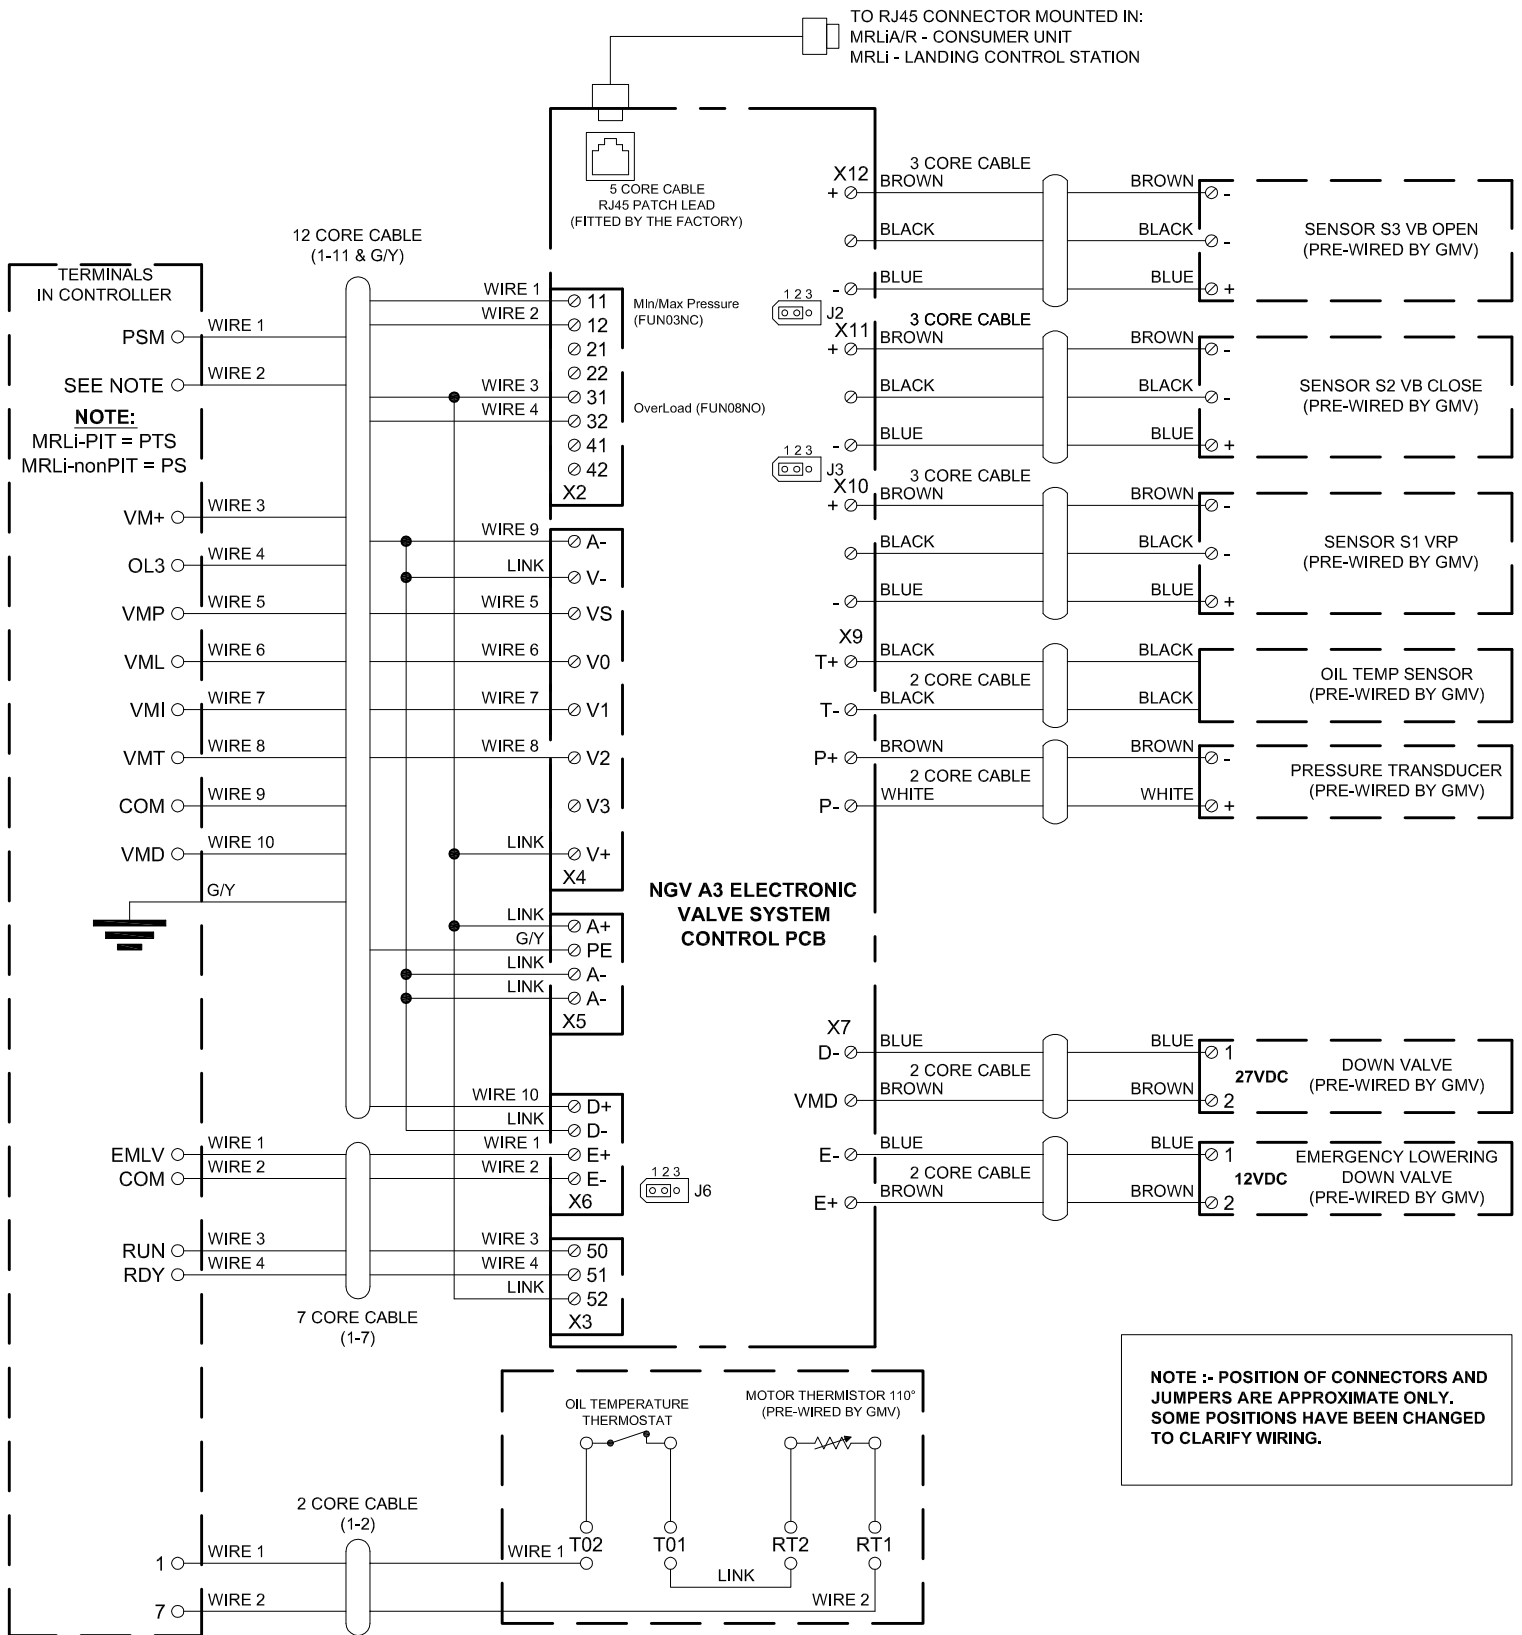 TO RJ45 CONNECTOR MOUNTED IN:
MRLiA/R - CONSUMER UNIT
MRLi - LANDING CONTROL STATION
5 CORE CABLE
RJ45 PATCH LEAD
(FITTED BY THE FACTORY)
12 CORE CABLE
(1-11 & G/Y)
TERMINALS
IN CONTROLLER
PSM WIRE 1
SEE NOTE WIRE 2
NOTE:
MRLi-PIT = PTS
MRLi-nonPIT = PS
VM+ WIRE 3
OL3 WIRE 4
VMP WIRE 5
VML WIRE 6
VMI WIRE 7
VMT WIRE 8
COM WIRE 9
VMD WIRE 10
G/Y
EMLV WIRE 1
COM WIRE 2
RUN WIRE 3
RDY WIRE 4
7 CORE CABLE
(1-7)
2 CORE CABLE
(1-2)
1 WIRE 1
7 WIRE 2
WIRE 1 11
WIRE 2 12
21
22
WIRE 3 31
WIRE 4 32
41
42
X2
MIn/Max Pressure
(FUN03NC)
OverLoad (FUN08NO)
WIRE 9 A-
LINK V-
WIRE 5 VS
WIRE 6 V0
WIRE 7 V1
WIRE 8 V2
V3
LINK V+
X4
LINK A+
G/Y PE
LINK A-
LINK A-
X5
WIRE 10 D+
LINK D-
WIRE 1 E+
WIRE 2 E-
X6
1 2 3
J6
WIRE 3 50
WIRE 4 51
LINK 52
X3
NGV A3 ELECTRONIC
VALVE SYSTEM
CONTROL PCB
X12
3 CORE CABLE
+ BROWN BROWN -
BLACK BLACK -
- BLUE BLUE +
SENSOR S3 VB OPEN
(PRE-WIRED BY GMV)
1 2 3
J2
X11
3 CORE CABLE
+ BROWN BROWN -
BLACK BLACK -
- BLUE BLUE +
SENSOR S2 VB CLOSE
(PRE-WIRED BY GMV)
1 2 3
J3
X10
3 CORE CABLE
+ BROWN BROWN -
BLACK BLACK -
- BLUE BLUE +
SENSOR S1 VRP
(PRE-WIRED BY GMV)
X9
T+ BLACK BLACK
2 CORE CABLE
T- BLACK BLACK
OIL TEMP SENSOR
(PRE-WIRED BY GMV)
P+ BROWN BROWN -
2 CORE CABLE
P- WHITE WHITE +
PRESSURE TRANSDUCER
(PRE-WIRED BY GMV)
X7
D- BLUE BLUE 1
2 CORE CABLE
VMD BROWN BROWN 2
27VDC
DOWN VALVE
(PRE-WIRED BY GMV)
E- BLUE BLUE 1
2 CORE CABLE
E+ BROWN BROWN 2
12VDC
EMERGENCY LOWERING
DOWN VALVE
(PRE-WIRED BY GMV)
OIL TEMPERATURE
THERMOSTAT
MOTOR THERMISTOR 110°
(PRE-WIRED BY GMV)
WIRE 1 T02 T01 RT2 RT1
LINK
WIRE 2
NOTE :- POSITION OF CONNECTORS AND
JUMPERS ARE APPROXIMATE ONLY.
SOME POSITIONS HAVE BEEN CHANGED
TO CLARIFY WIRING.